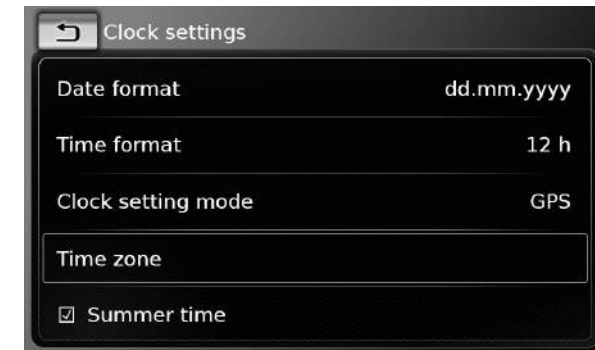 Clock settings
Date format dd.mm.yyyy
Time format 12 h
Clock setting mode GPS
Time zone
Summer time